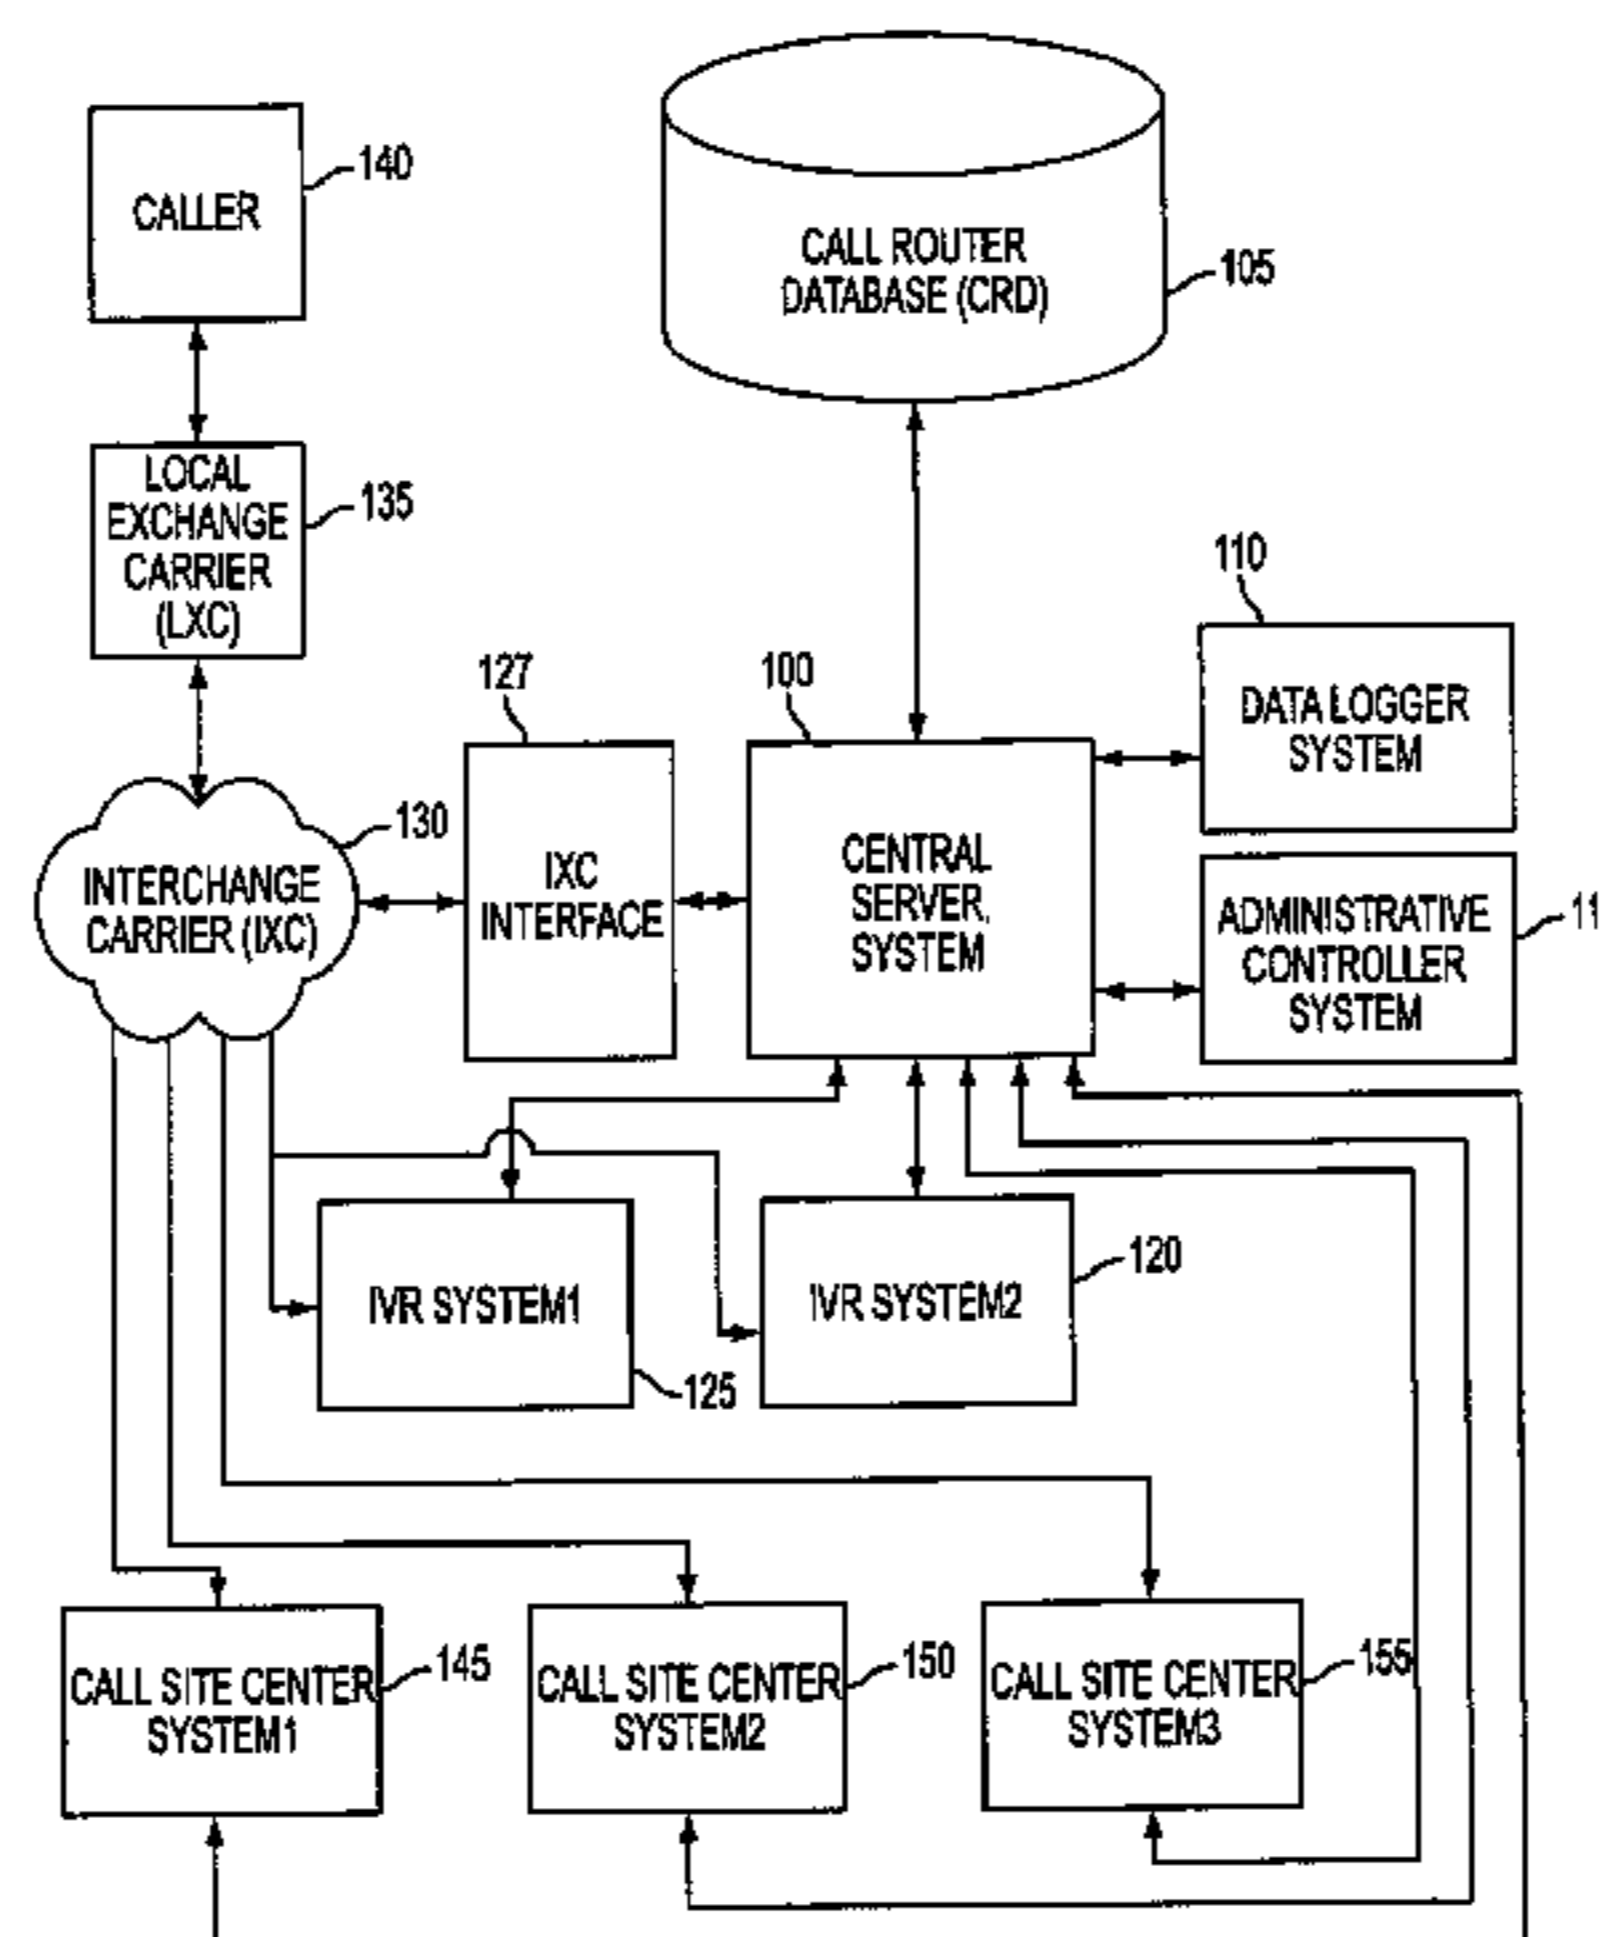 CALLER
140
CALL ROUTER
DATABASE (CRD)
105
LOCAL
EXCHANGE
CARRIER
(LXC)
135
110
DATA LOGGER
SYSTEM
127
100
130
INTERCHANGE
CARRIER (IXC)
IXC
INTERFACE
CENTRAL
SERVER
SYSTEM
ADMINISTRATIVE
CONTROLLER
SYSTEM
11
IVR SYSTEM1
125
IVR SYSTEM2
120
CALL SITE CENTER
SYSTEM1
145
CALL SITE CENTER
SYSTEM2
150
CALL SITE CENTER
SYSTEM3
155